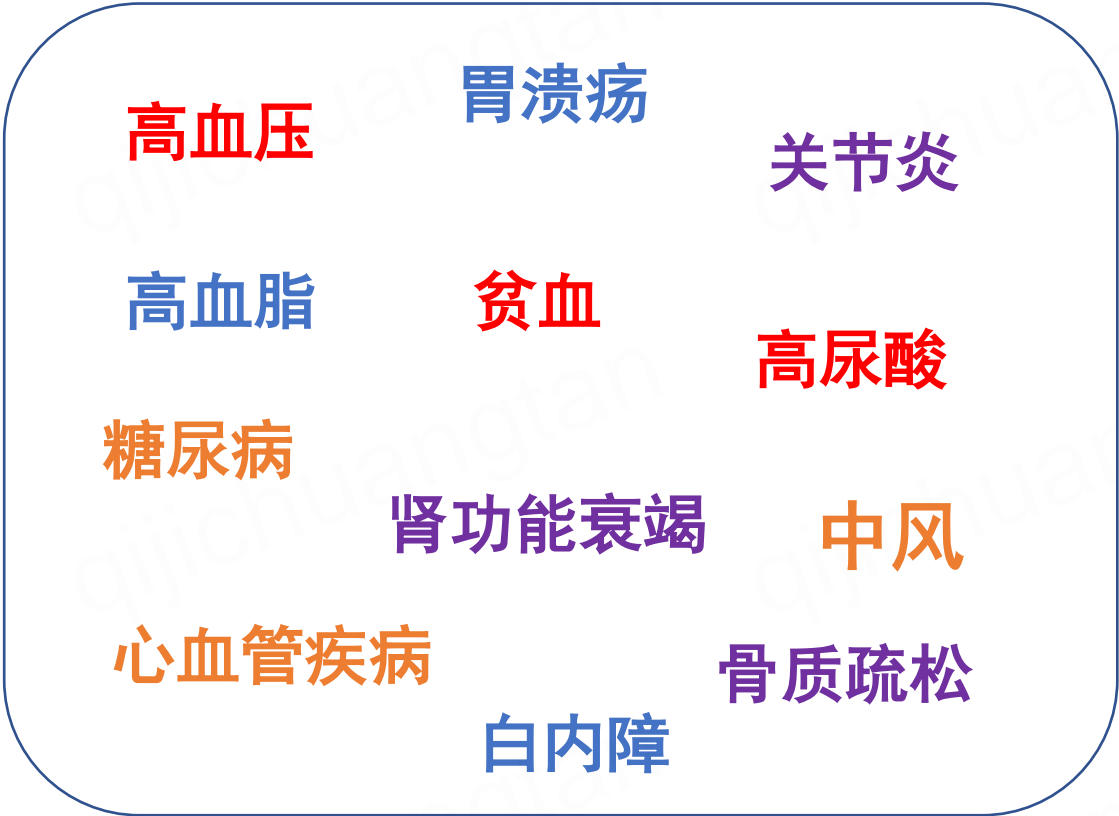 胃溃疡
高血压
关节炎
高血脂
贫血
高尿酸
糖尿病
肾功能衰竭
中风
心血管疾病
骨质疏松
白内障
qijichuangtan